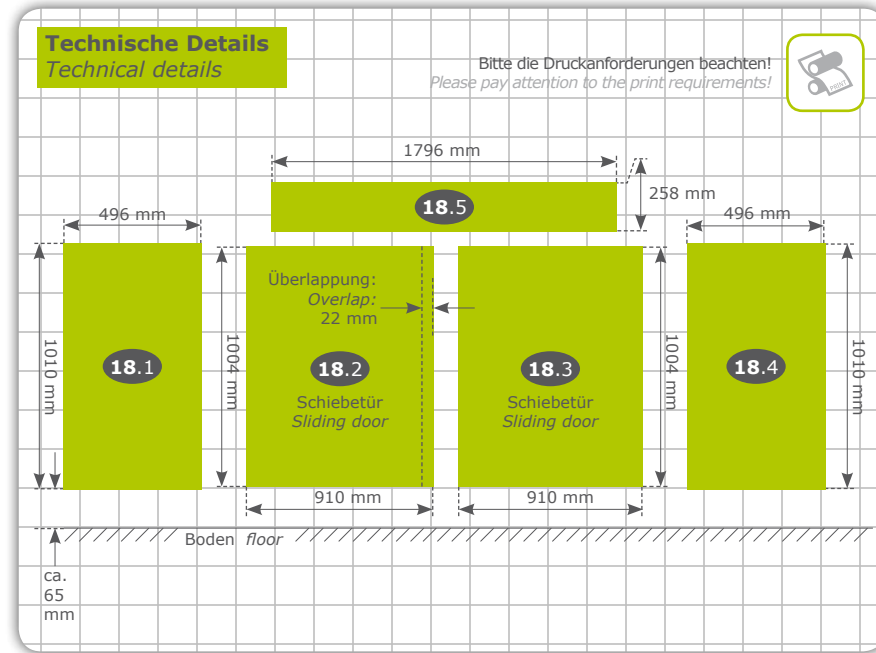 Technische Details
Technical details
Bitte die Druckanforderungen beachten!
Please pay attention to the print requirements!
PRINT
1796 mm
258 mm
18.5
496 mm
496 mm
Überlappung:
Overlap:
22 mm
1010 mm
18.1
1004 mm
18.2
Schiebetür
Sliding door
18.3
Schiebetür
Sliding door
1004 mm
18.4
1010 mm
910 mm
910 mm
Boden floor
ca.
65
mm